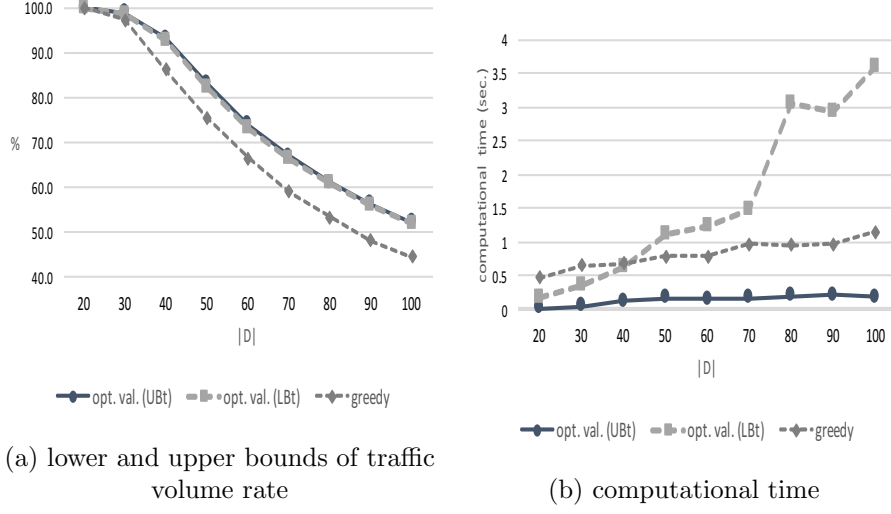 100.0
90.0
80.0
70.0
60.0
50.0
40.0
%
20 30 40 50 60 70 80 90 100
|D|
opt. val. (UBt) opt. val. (LBt) greedy
(a) lower and upper bounds of traffic
volume rate
4
3.5
3
2.5
2
1.5
1
0.5
0
computational time (sec.)
20 30 40 50 60 70 80 90 100
|D|
opt. val. (UBt) opt. val. (LBt) greedy
(b) computational time